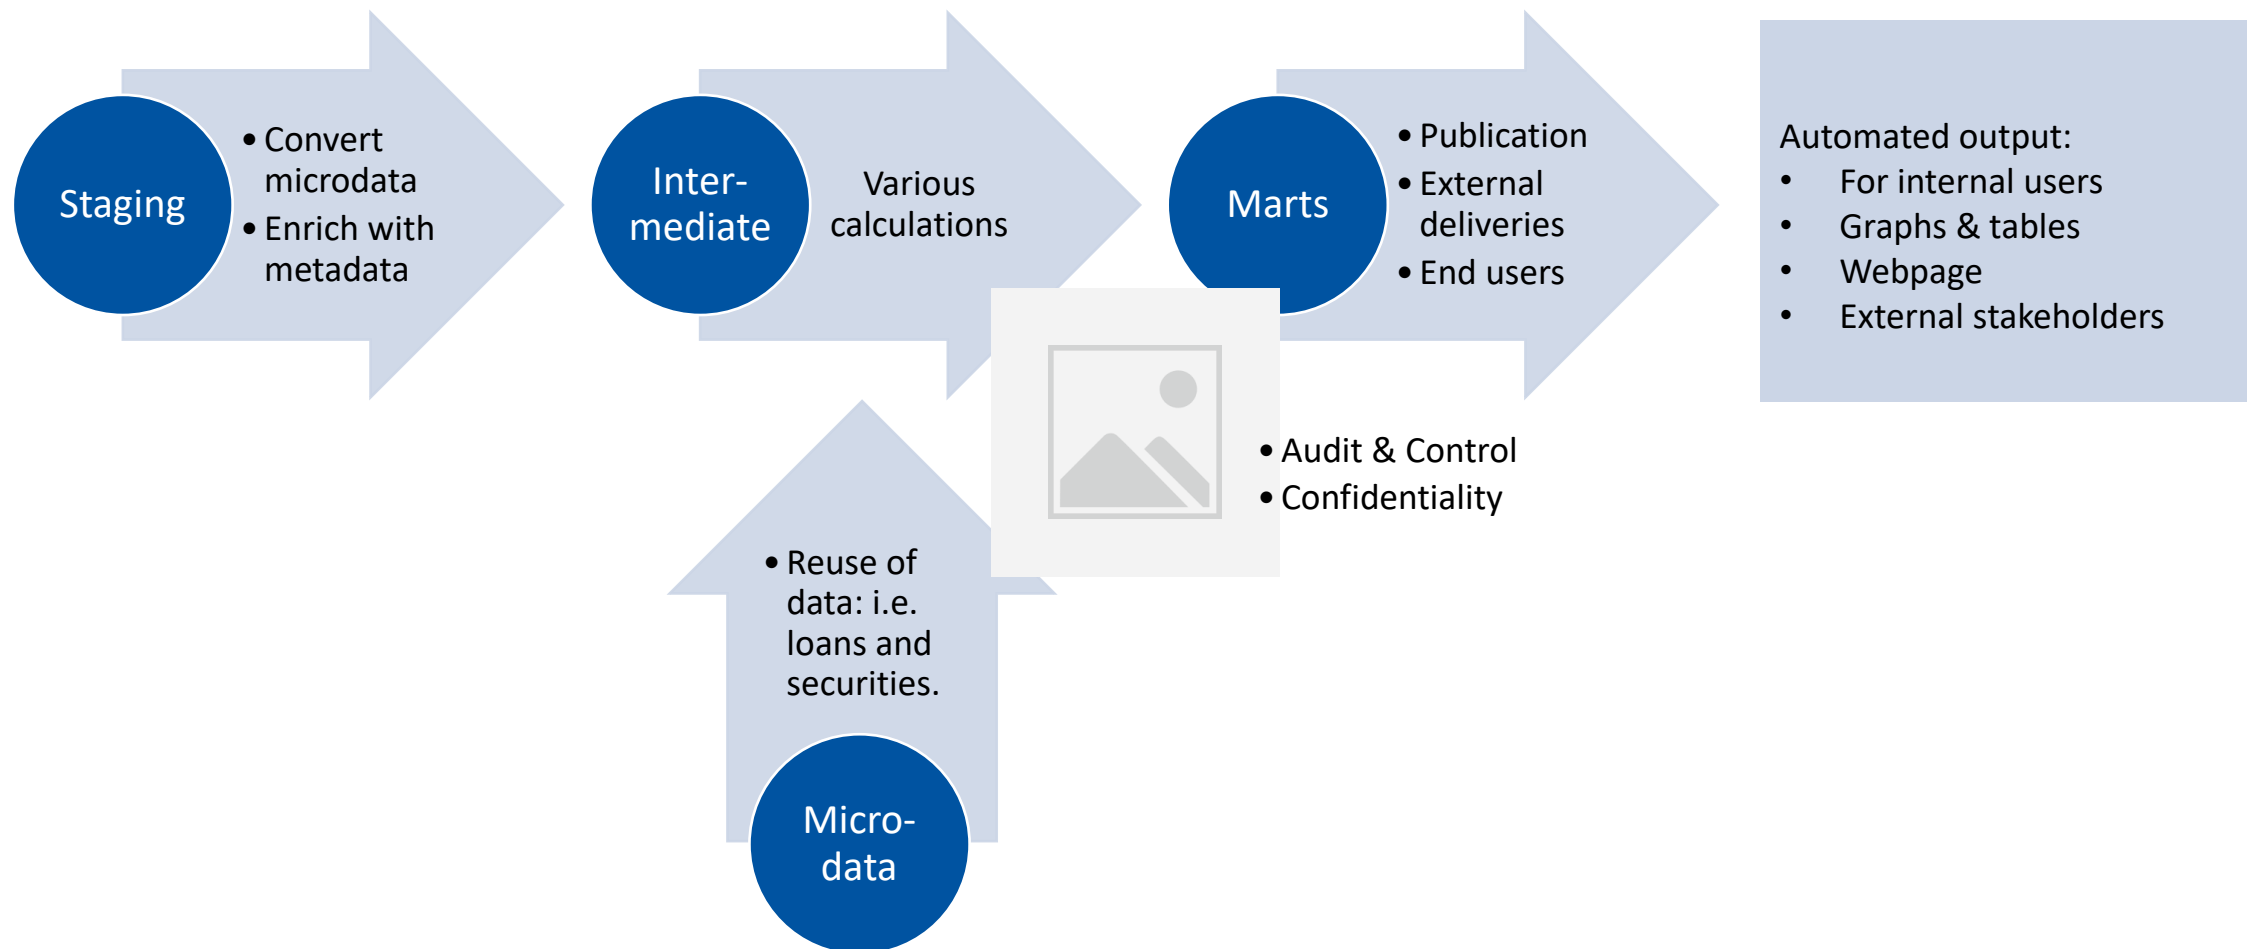 Staging
• Convert
microdata
• Enrich with
metadata
Inter-
mediate
Various
calculations
Marts
• Publication
• External
deliveries
• End users
Automated output:
• For internal users
• Graphs & tables
• Webpage
• External stakeholders
• Audit & Control
• Confidentiality
• Reuse of
data: i.e.
loans and
securities.
Micro-
data